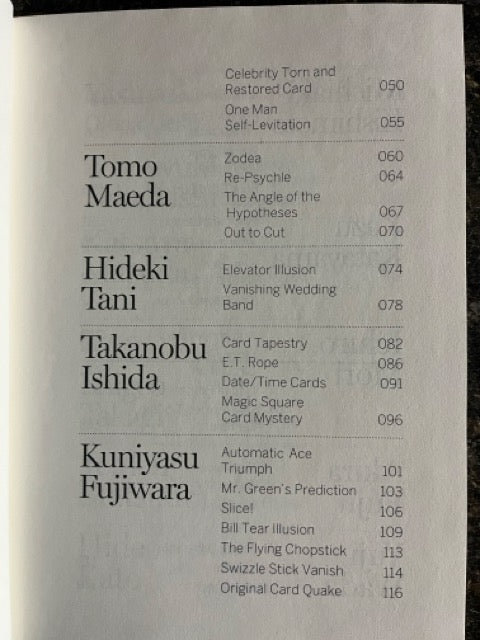 Celebrity Torn and
Restored Card 050
One Man
Self-Levitation 055
Tomo
Maeda
Zodea 060
Re-Psychle 064
The Angle of the
Hypotheses 067
Out to Cut 070
Hideki
Tani
Elevator Illusion 074
Vanishing Wedding
Band 078
Takanobu
Ishida
Card Tapestry 082
E.T. Rope 086
Date/Time Cards 091
Magic Square
Card Mystery 096
Kuniyasu
Fujiwara
Automatic Ace
Triumph 101
Mr. Green's Prediction 103
Slice! 106
Bill Tear Illusion 109
The Flying Chopstick 113
Swizzle Stick Vanish 114
Original Card Quake 116